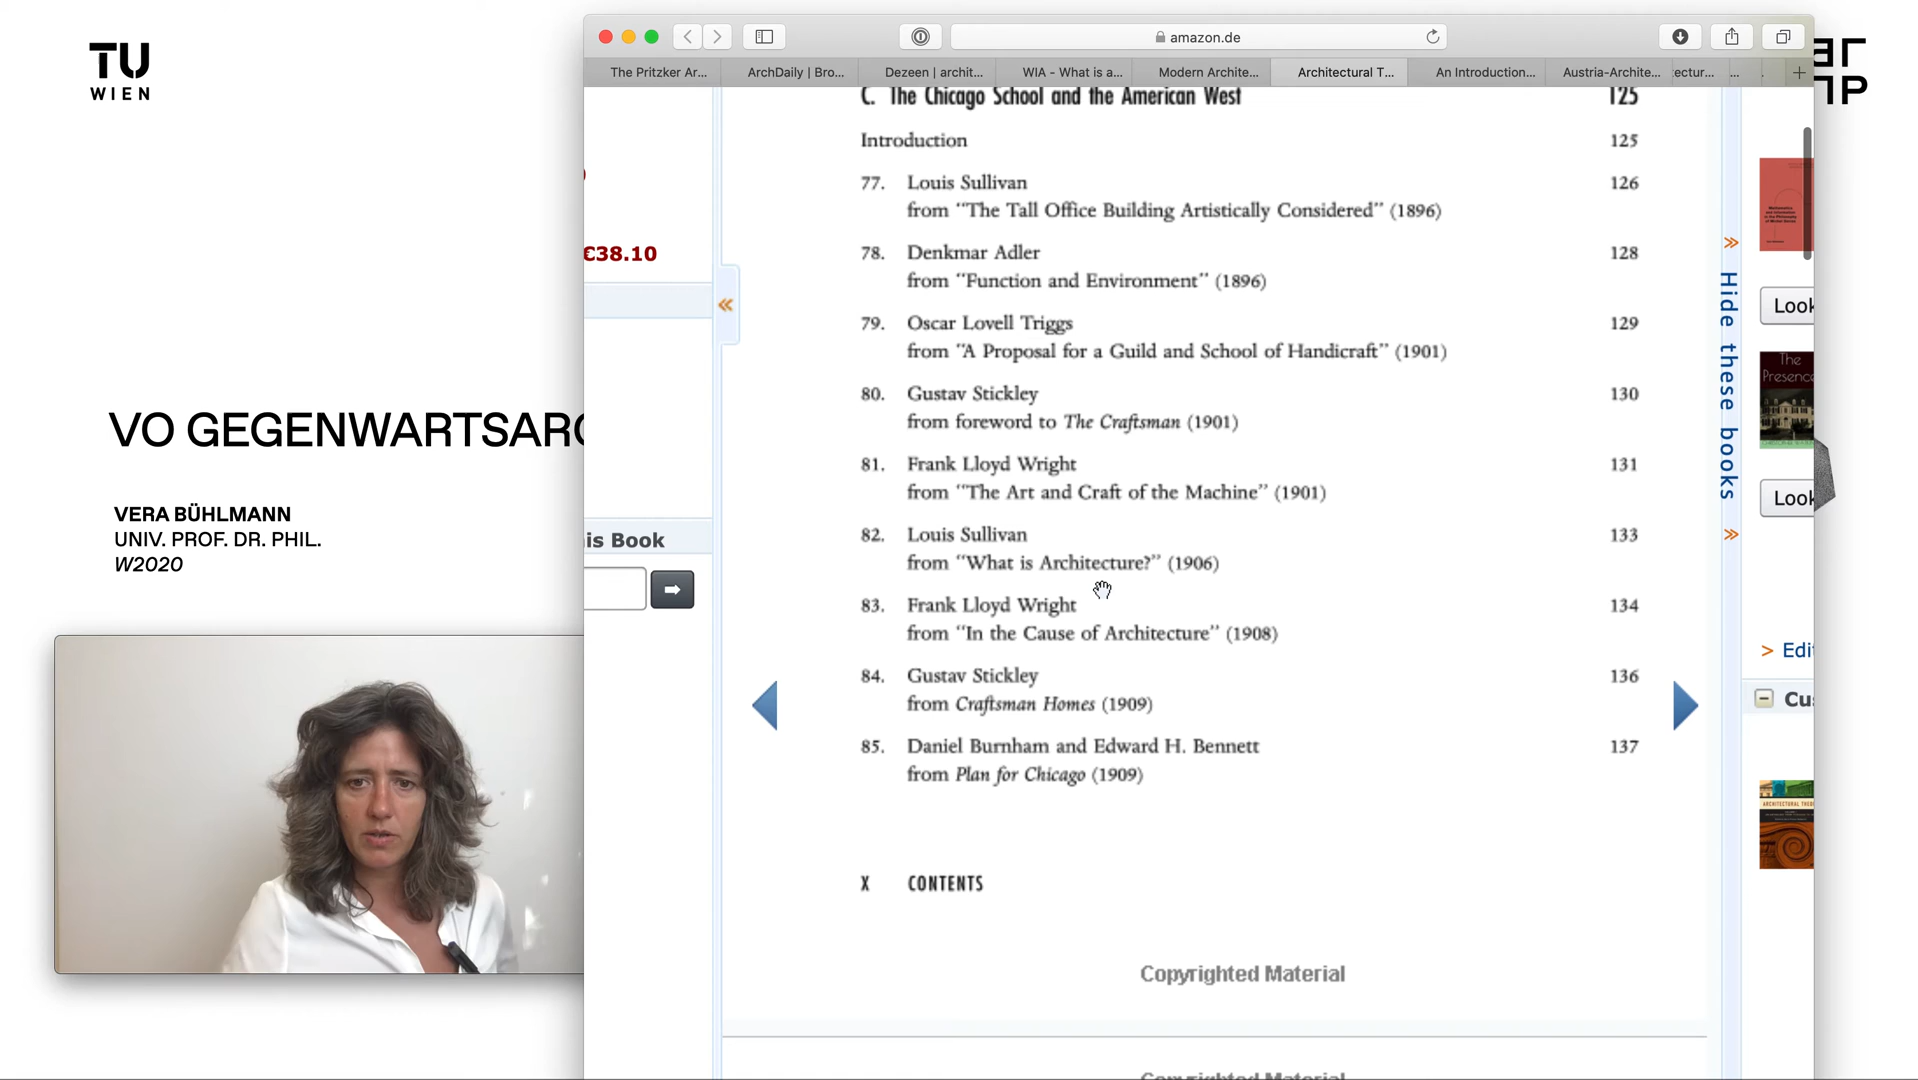 TU
WIEN
VO GEGENWARTSARC
VERA BÜHLMANN
UNIV. PROF. DR. PHIL.
W2020
amazon.de
The Pritzker Ar...
ArchDaily | Bro...
Dezeen | archit...
WIA - What is a...
Modern Archite...
Architectural T...
An Introduction...
Austria-Archite...
€38.10
is Book
C. The Chicago School and the American West 125
Introduction 125
77. Louis Sullivan 126
from "The Tall Office Building Artistically Considered" (1896)
78. Denkmar Adler 128
from "Function and Environment" (1896)
79. Oscar Lovell Triggs 129
from "A Proposal for a Guild and School of Handicraft" (1901)
80. Gustav Stickley 130
from foreword to The Craftsman (1901)
81. Frank Lloyd Wright 131
from "The Art and Craft of the Machine" (1901)
82. Louis Sullivan 133
from "What is Architecture?" (1906)
83. Frank Lloyd Wright 134
from "In the Cause of Architecture" (1908)
84. Gustav Stickley 136
from Craftsman Homes (1909)
85. Daniel Burnham and Edward H. Bennett 137
from Plan for Chicago (1909)
X CONTENTS
Copyrighted Material
Copyrighted Material
Hide these books
Look
The
Presence
Look
> Edi
Cus
ARCHITECTURAL THE